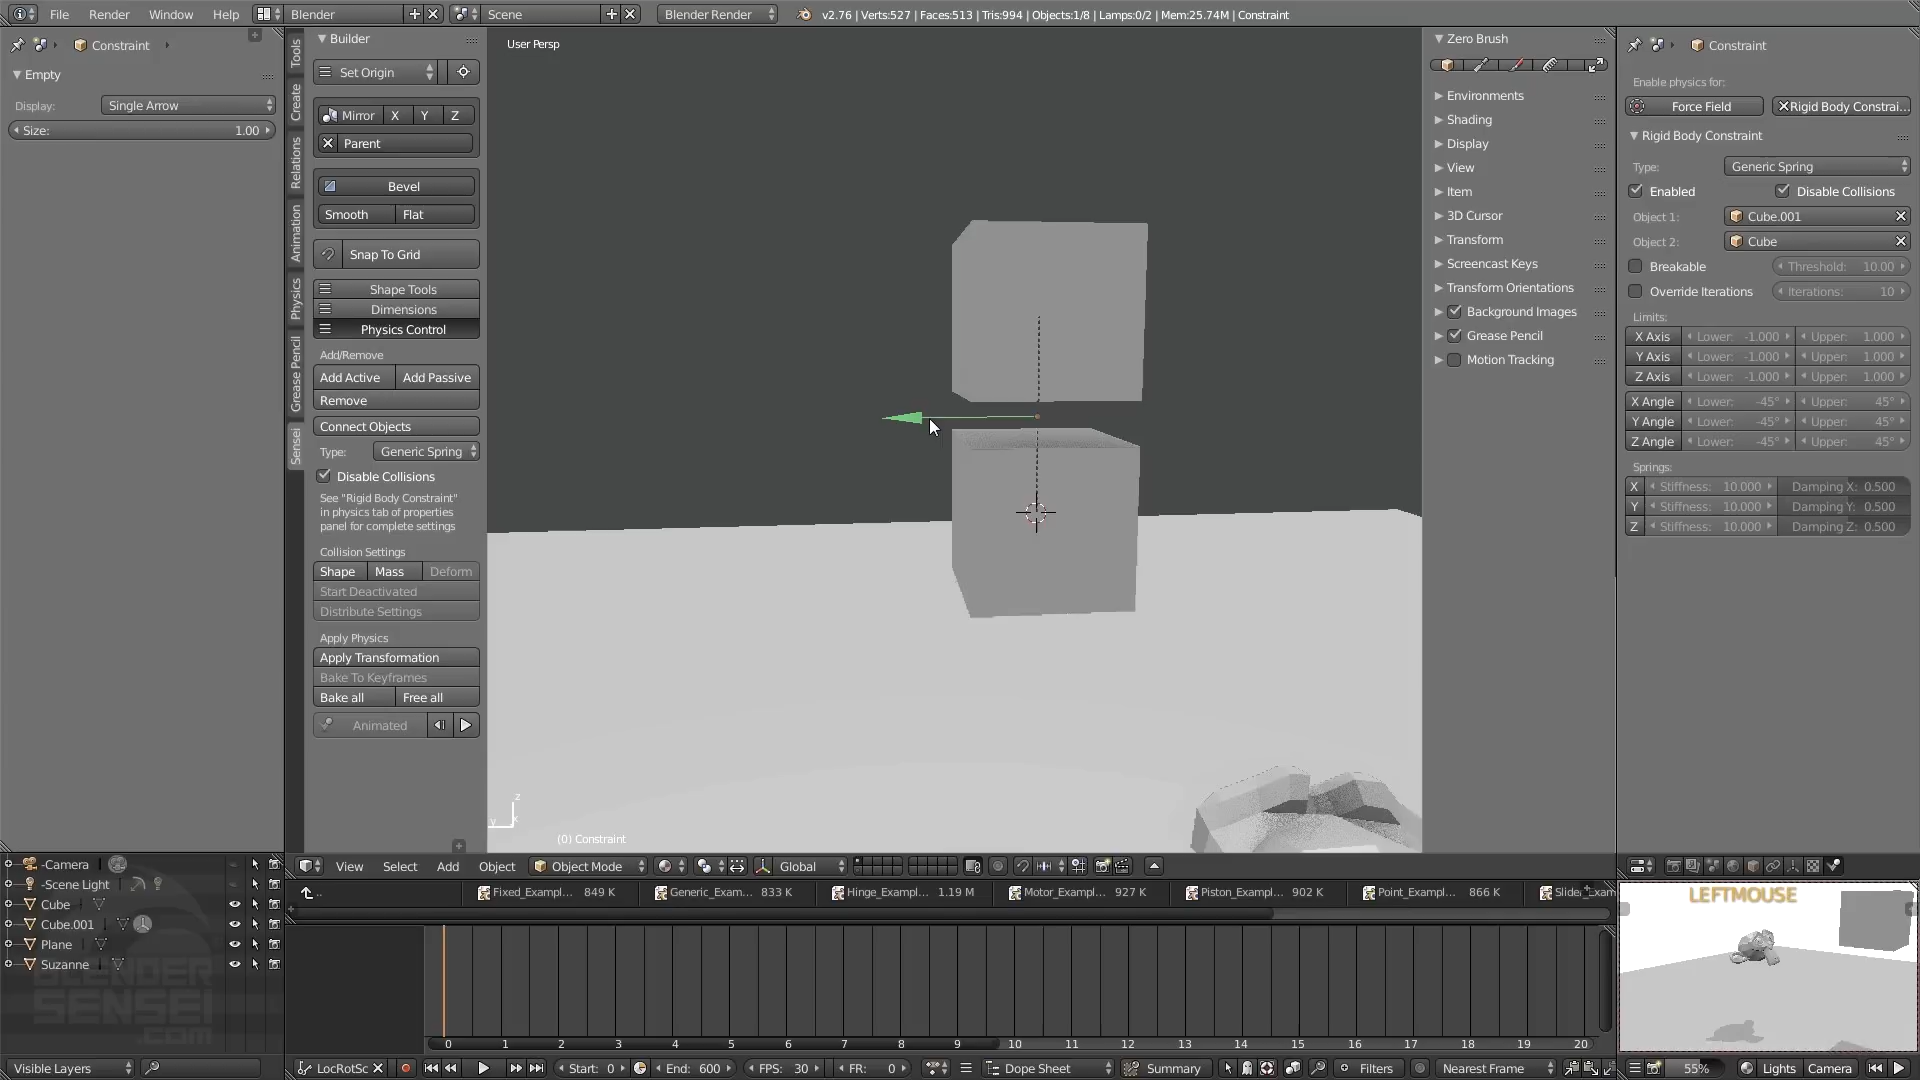 File Render Window Help Blender Scene Blender Render v2.76 | Verts:527 | Faces:513 | Tris:994 | Objects:1/8 | Lamps:0/2 | Mem:25.74M | Constraint
Constraint
Empty
Display: Single Arrow
Size: 1.00
Tools
Create
Relations
Animation
Physics
Grease Pencil
Sensei
Builder
Set Origin
Mirror X Y Z
Parent
Bevel
Smooth Flat
Snap To Grid
Shape Tools
Dimensions
Physics Control
Add/Remove
Add Active Add Passive
Remove
Connect Objects
Type: Generic Spring
Disable Collisions
See "Rigid Body Constraint"
in physics tab of properties
panel for complete settings
Collision Settings
Shape Mass Deform
Start Deactivated
Distribute Settings
Apply Physics
Apply Transformation
Bake To Keyframes
Bake all Free all
Animated
User Persp
z
y
(0) Constraint
Zero Brush
Environments
Shading
Display
View
Item
3D Cursor
Transform
Screencast Keys
Transform Orientations
Background Images
Grease Pencil
Motion Tracking
Constraint
Enable physics for:
Force Field Rigid Body Constrai...
Rigid Body Constraint
Type: Generic Spring
Enabled Disable Collisions
Object 1: Cube.001
Object 2: Cube
Breakable Threshold: 10.00
Override Iterations Iterations: 10
Limits:
X Axis Lower: -1.000 Upper: 1.000
Y Axis Lower: -1.000 Upper: 1.000
Z Axis Lower: -1.000 Upper: 1.000
X Angle Lower: -45° Upper: 45°
Y Angle Lower: -45° Upper: 45°
Z Angle Lower: -45° Upper: 45°
Springs:
X Stiffness: 10.000 Damping X: 0.500
Y Stiffness: 10.000 Damping Y: 0.500
Z Stiffness: 10.000 Damping Z: 0.500
View Select Add Object Object Mode Global
-Camera
-Scene Light
Cube
Cube.001
Plane
Suzanne
BLENDER
SENSEI
.COM
Visible Layers
.. Fixed_Exampl... 849 K Generic_Exam... 833 K Hinge_Exampl... 1.19 M Motor_Exampl... 927 K Piston_Exampl... 902 K Point_Exampl... 866 K
0 1 2 3 4 5 6 7 8 9 10 11 12 13 14 15 16 17 18 19 20
LocRotSc Start: 0 End: 600 FPS: 30 FR: 0 Dope Sheet Summary Filters Nearest Frame
LEFTMOUSE
55% Lights Camera